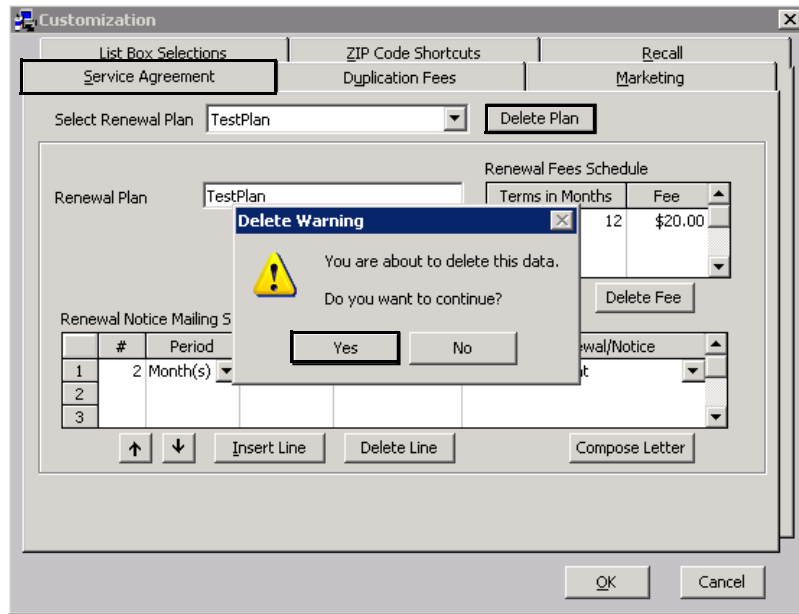 Customization
List Box Selections ZIP Code Shortcuts Recall
Service Agreement Duplication Fees Marketing
Select Renewal Plan TestPlan Delete Plan
Renewal Fees Schedule
Renewal Plan TestPlan Terms in Months Fee
12 $20.00
Delete Warning
You are about to delete this data.
Do you want to continue?
Yes No
Delete Fee
Renewal Notice Mailing S
# Period ewal/Notice
1 2 Month(s)
2
3
Insert Line Delete Line Compose Letter
OK Cancel